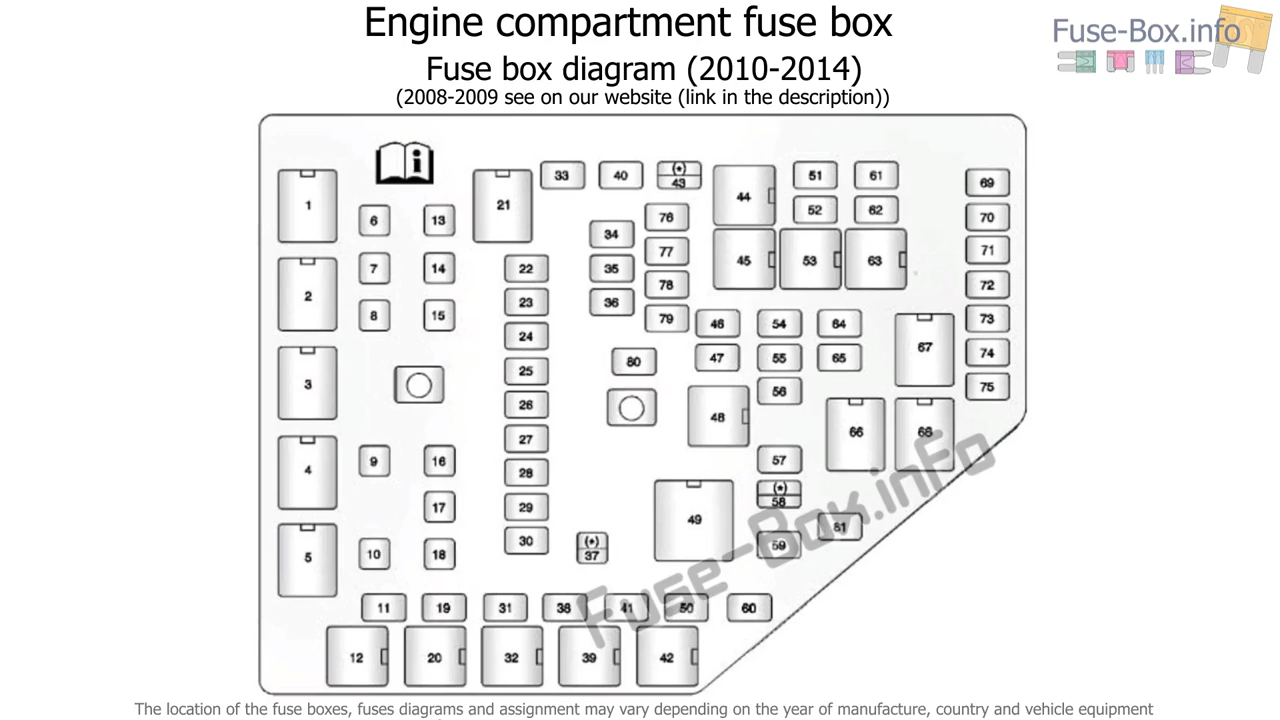 Engine compartment fuse box
Fuse box diagram (2010-2014)
(2008-2009 see on our website (link in the description))
Fuse-Box.info
33 40 (*) 43
1 21 44 51 61 69
6 13 76 52 62 70
34 77 71
7 14 22 35 45 53 63
2 23 36 78 72
8 15 79 46 54 64 73
24 67
25 80 47 55 65 74
3 26 56 75
48
27 66 68
4 9 16 28 57
17 29 49 (*) 58
5 10 18 30 (*) 37 59 81
11 19 31 38 41 50 60
12 20 32 39 42
Fuse-Box.info
The location of the fuse boxes, fuses diagrams and assignment may vary depending on the year of manufacture, country and vehicle equipment